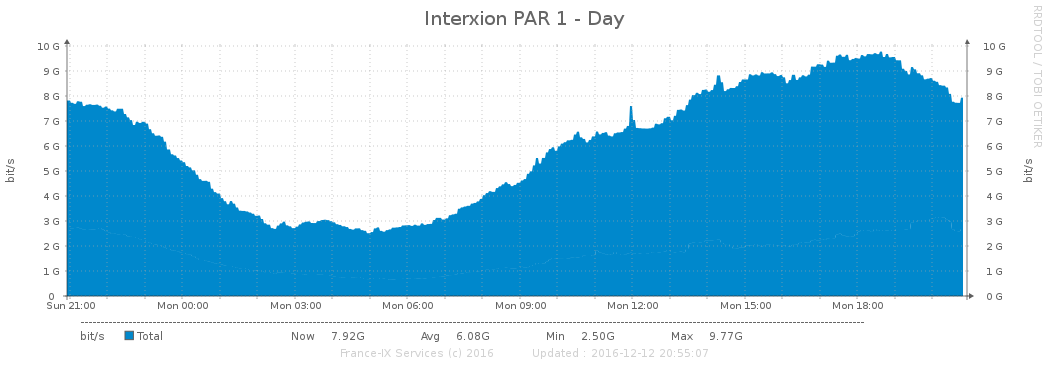 Interxion PAR 1 - Day
RRDTOOL / TOBI OETIKER
10 G 10 G
9 G 9 G
8 G 8 G
7 G 7 G
6 G 6 G
5 G 5 G
4 G 4 G
3 G 3 G
2 G 2 G
1 G 1 G
0 0 G
bit/s bit/s
Sun 21:00 Mon 00:00 Mon 03:00 Mon 06:00 Mon 09:00 Mon 12:00 Mon 15:00 Mon 18:00
bit/s Total Now 7.92G Avg 6.08G Min 2.50G Max 9.77G
France-IX Services (c) 2016 Updated : 2016-12-12 20:55:07